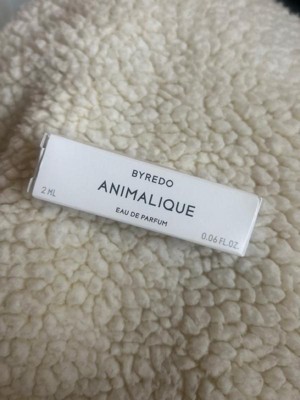 BYREDO
ANIMALIQUE
EAU DE PARFUM
2 ML
0.06 FL.OZ.